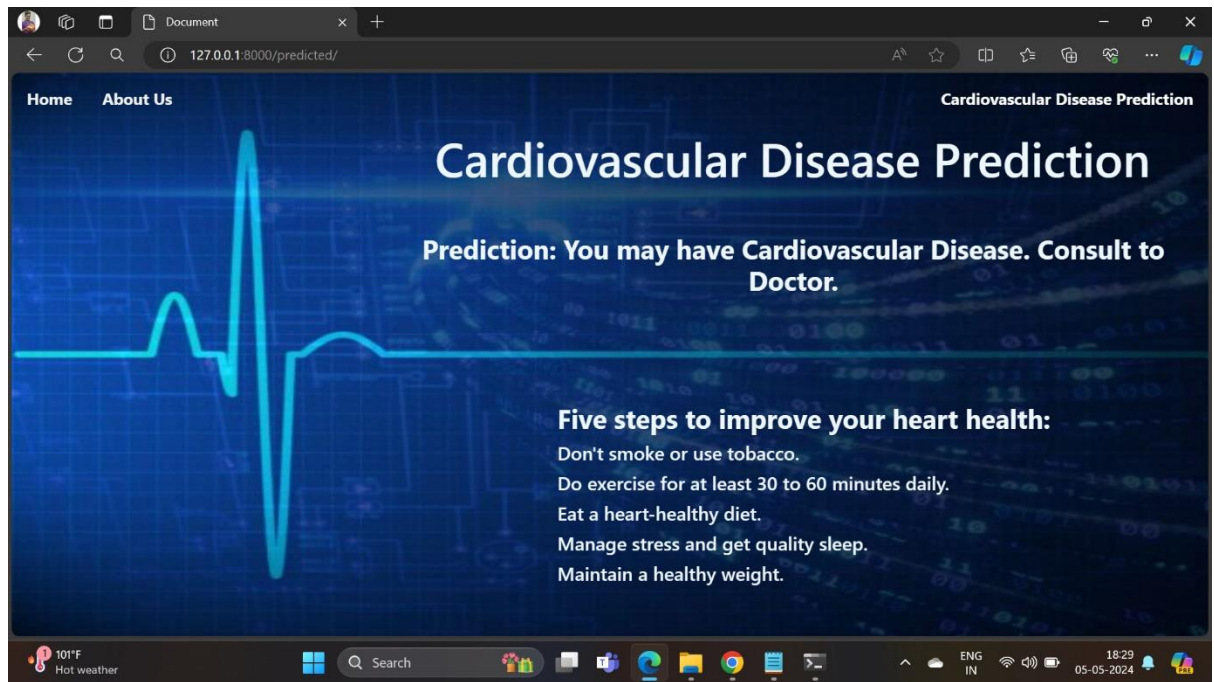 Document
127.0.0.1:8000/predicted/
Home About Us Cardiovascular Disease Prediction
Cardiovascular Disease Prediction
Prediction: You may have Cardiovascular Disease. Consult to
Doctor.
Five steps to improve your heart health:
Don't smoke or use tobacco.
Do exercise for at least 30 to 60 minutes daily.
Eat a heart-healthy diet.
Manage stress and get quality sleep.
Maintain a healthy weight.
1
101°F
Hot weather
Search
ENG
IN
18:29
05-05-2024
PRE